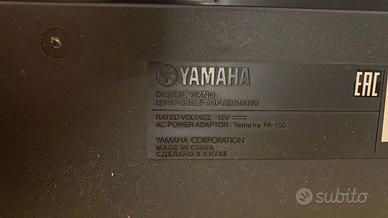 YAMAHA
DIGITAL PIANO
ЦИФРОВОЕ ФОРТЕПИАНО
RATED VOLTAGE : 12V
AC POWER ADAPTOR : Yamaha PA-150
YAMAHA CORPORATION
MADE IN CHINA
СДЕЛАНО В КИТАЕ
EAC
subito